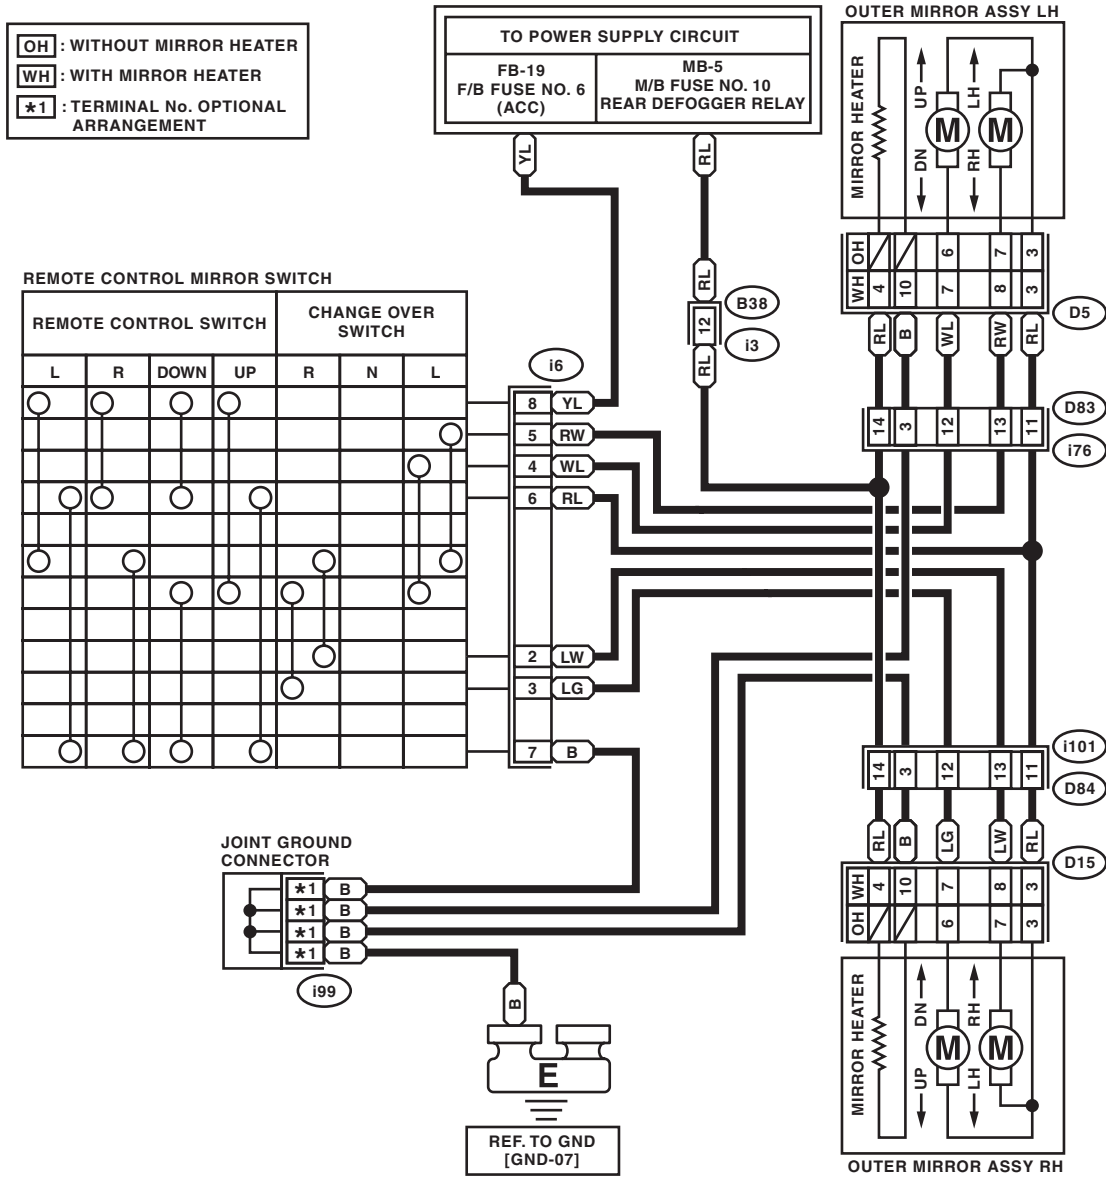 OH : WITHOUT MIRROR HEATER
WH : WITH MIRROR HEATER
*1 : TERMINAL No. OPTIONAL
ARRANGEMENT
TO POWER SUPPLY CIRCUIT
FB-19
F/B FUSE NO. 6
(ACC)
MB-5
M/B FUSE NO. 10
REAR DEFOGGER RELAY
YL
RL
RL
12
RL
B38
i3
OUTER MIRROR ASSY LH
MIRROR HEATER
UP
DN
M
LH
RH
M
OH 6 7 3
WH 4 10 7 8 3
D5
RL B WL RW RL
14 3 12 13 11
D83
i76
REMOTE CONTROL MIRROR SWITCH
REMOTE CONTROL SWITCH
CHANGE OVER
SWITCH
L R DOWN UP R N L
i6
8 YL
5 RW
4 WL
6 RL
2 LW
3 LG
7 B
14 3 12 13 11
i101
D84
RL B LG LW RL
D15
WH 4 10 7 8 3
OH 6 7 3
MIRROR HEATER
DN
UP
M
RH
LH
M
OUTER MIRROR ASSY RH
JOINT GROUND
CONNECTOR
*1 B
*1 B
*1 B
*1 B
i99
B
E
REF. TO GND
[GND-07]